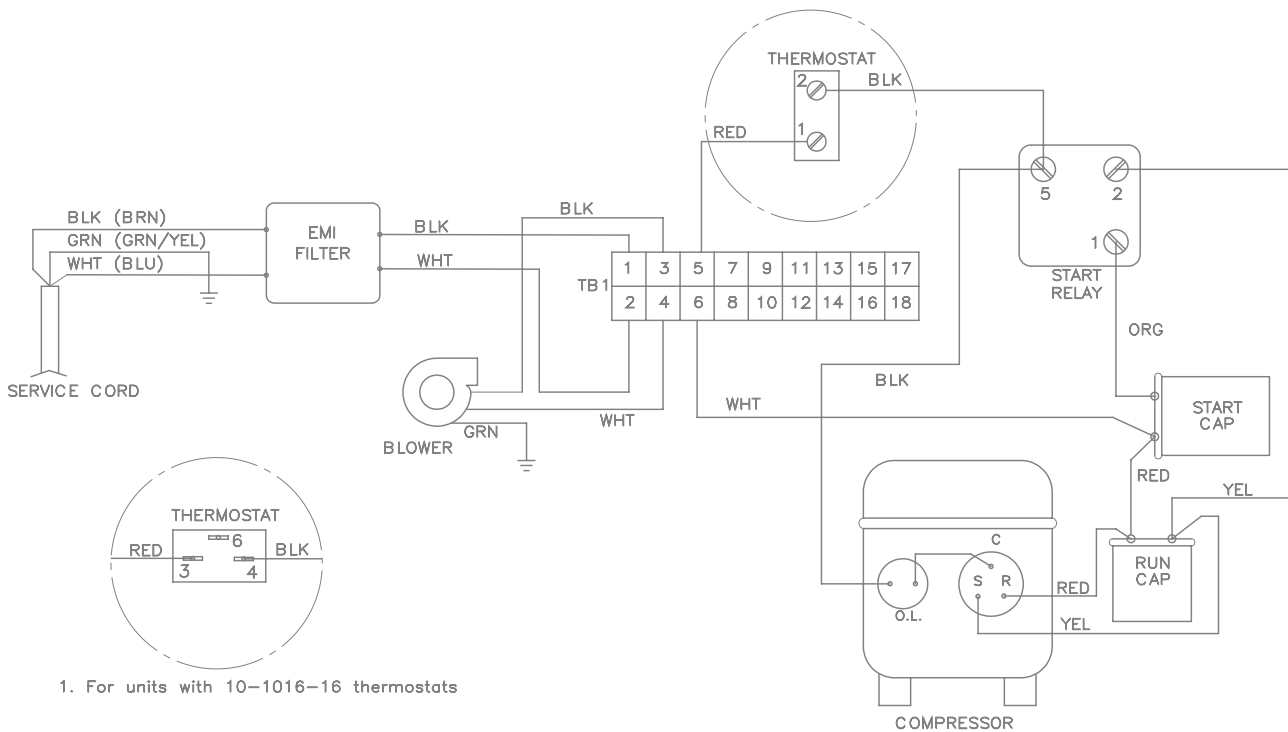 THERMOSTAT
2
BLK
1
RED
5
2
1
START
RELAY
BLK (BRN)
GRN (GRN/YEL)
WHT (BLU)
EMI
FILTER
BLK
WHT
BLK
TB1
1 3 5 7 9 11 13 15 17
2 4 6 8 10 12 14 16 18
SERVICE CORD
BLOWER
GRN
WHT
WHT
BLK
ORG
START
CAP
RED
YEL
THERMOSTAT
RED
6
BLK
3
4
C
S R
O.L.
RED
YEL
RUN
CAP
COMPRESSOR
1. For units with 10-1016-16 thermostats